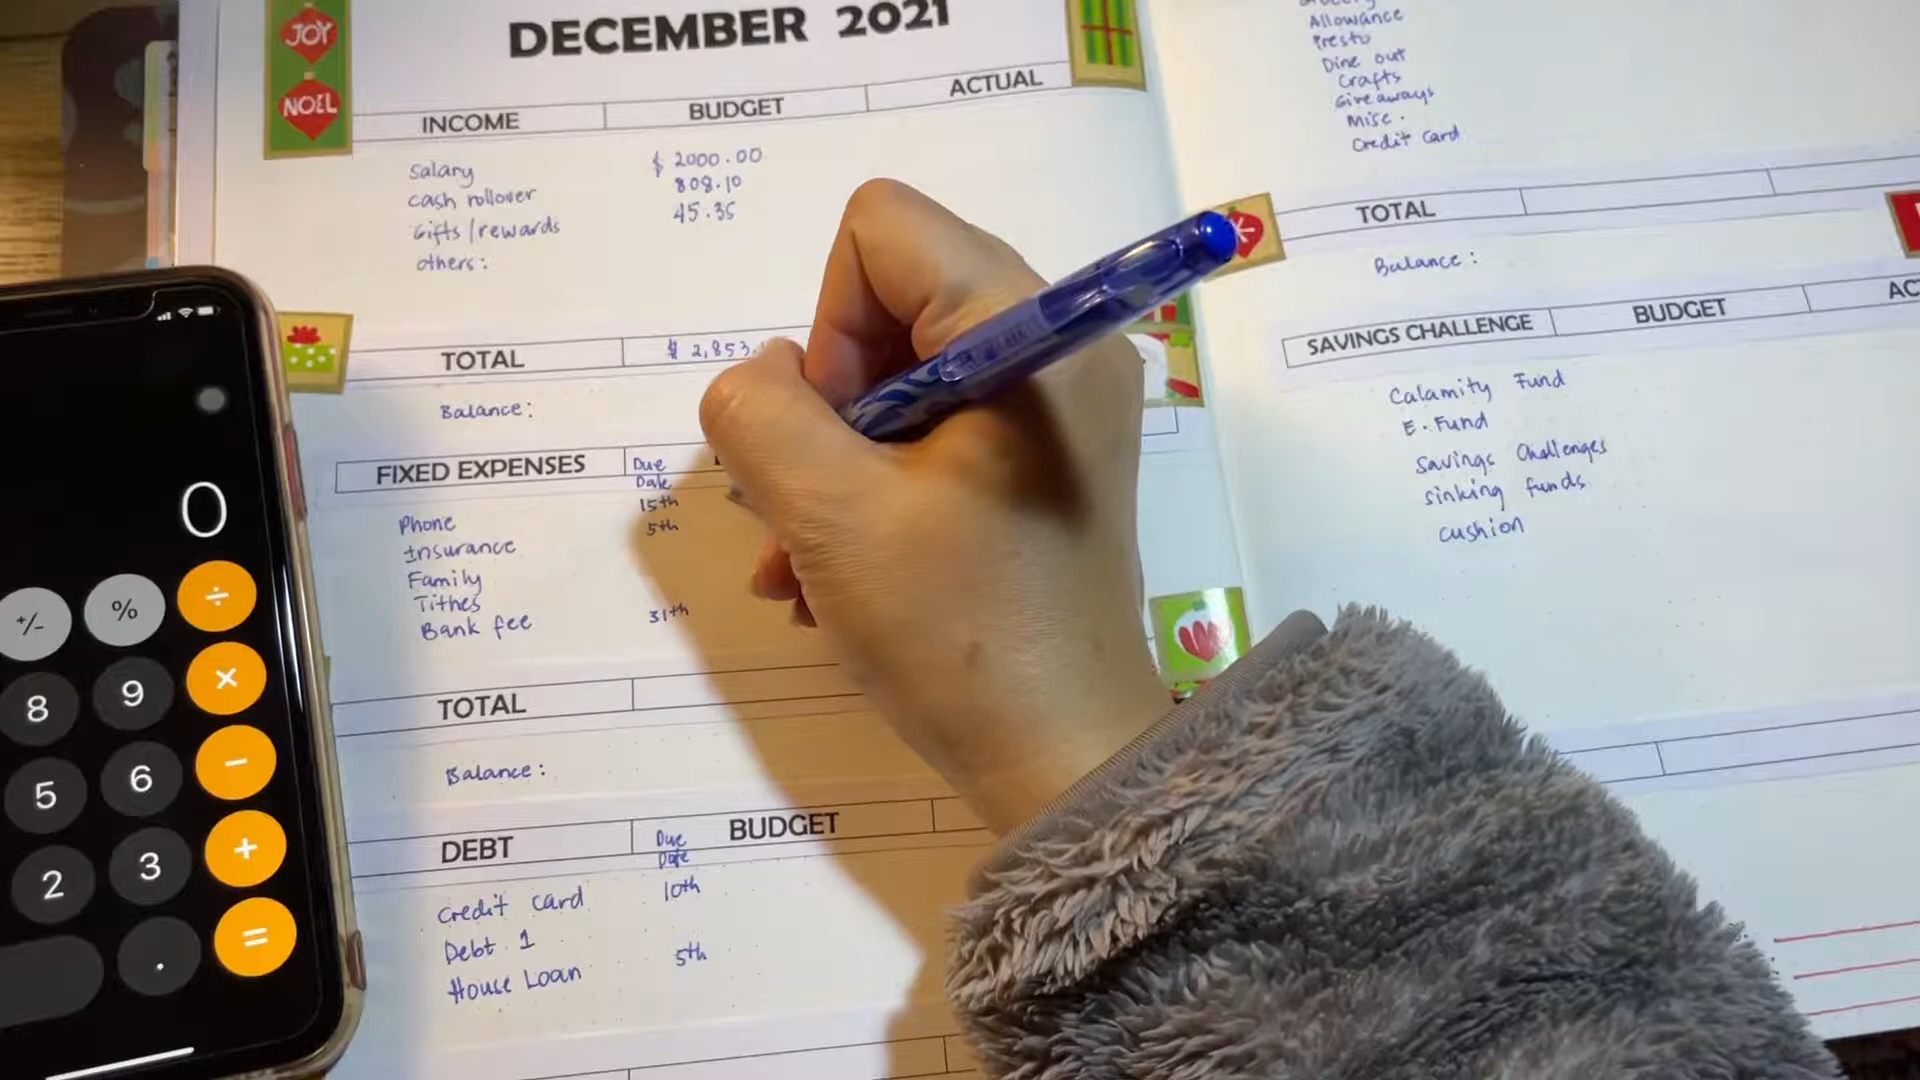 JOY
NOEL
DECEMBER 2021
INCOME BUDGET ACTUAL
Salary $ 2000.00
Cash rollover 808.10
Gifts/rewards 45.35
others:
TOTAL $ 2,853.
Balance:
FIXED EXPENSES Due Date
Phone 15th
Insurance 5th
Family
Tithes
Bank fee 31th
TOTAL
Balance:
DEBT Due Date BUDGET
Credit card 10th
Debt 1
House Loan 5th
Allowance
Presto
Dine out
Crafts
Giveaways
Misc.
Credit Card
TOTAL
Balance:
SAVINGS CHALLENGE BUDGET AC
Calamity Fund
E. Fund
Savings Challenges
sinking funds
cushion
0
+/- % ÷
8 9 ×
5 6 −
2 3 +
. =